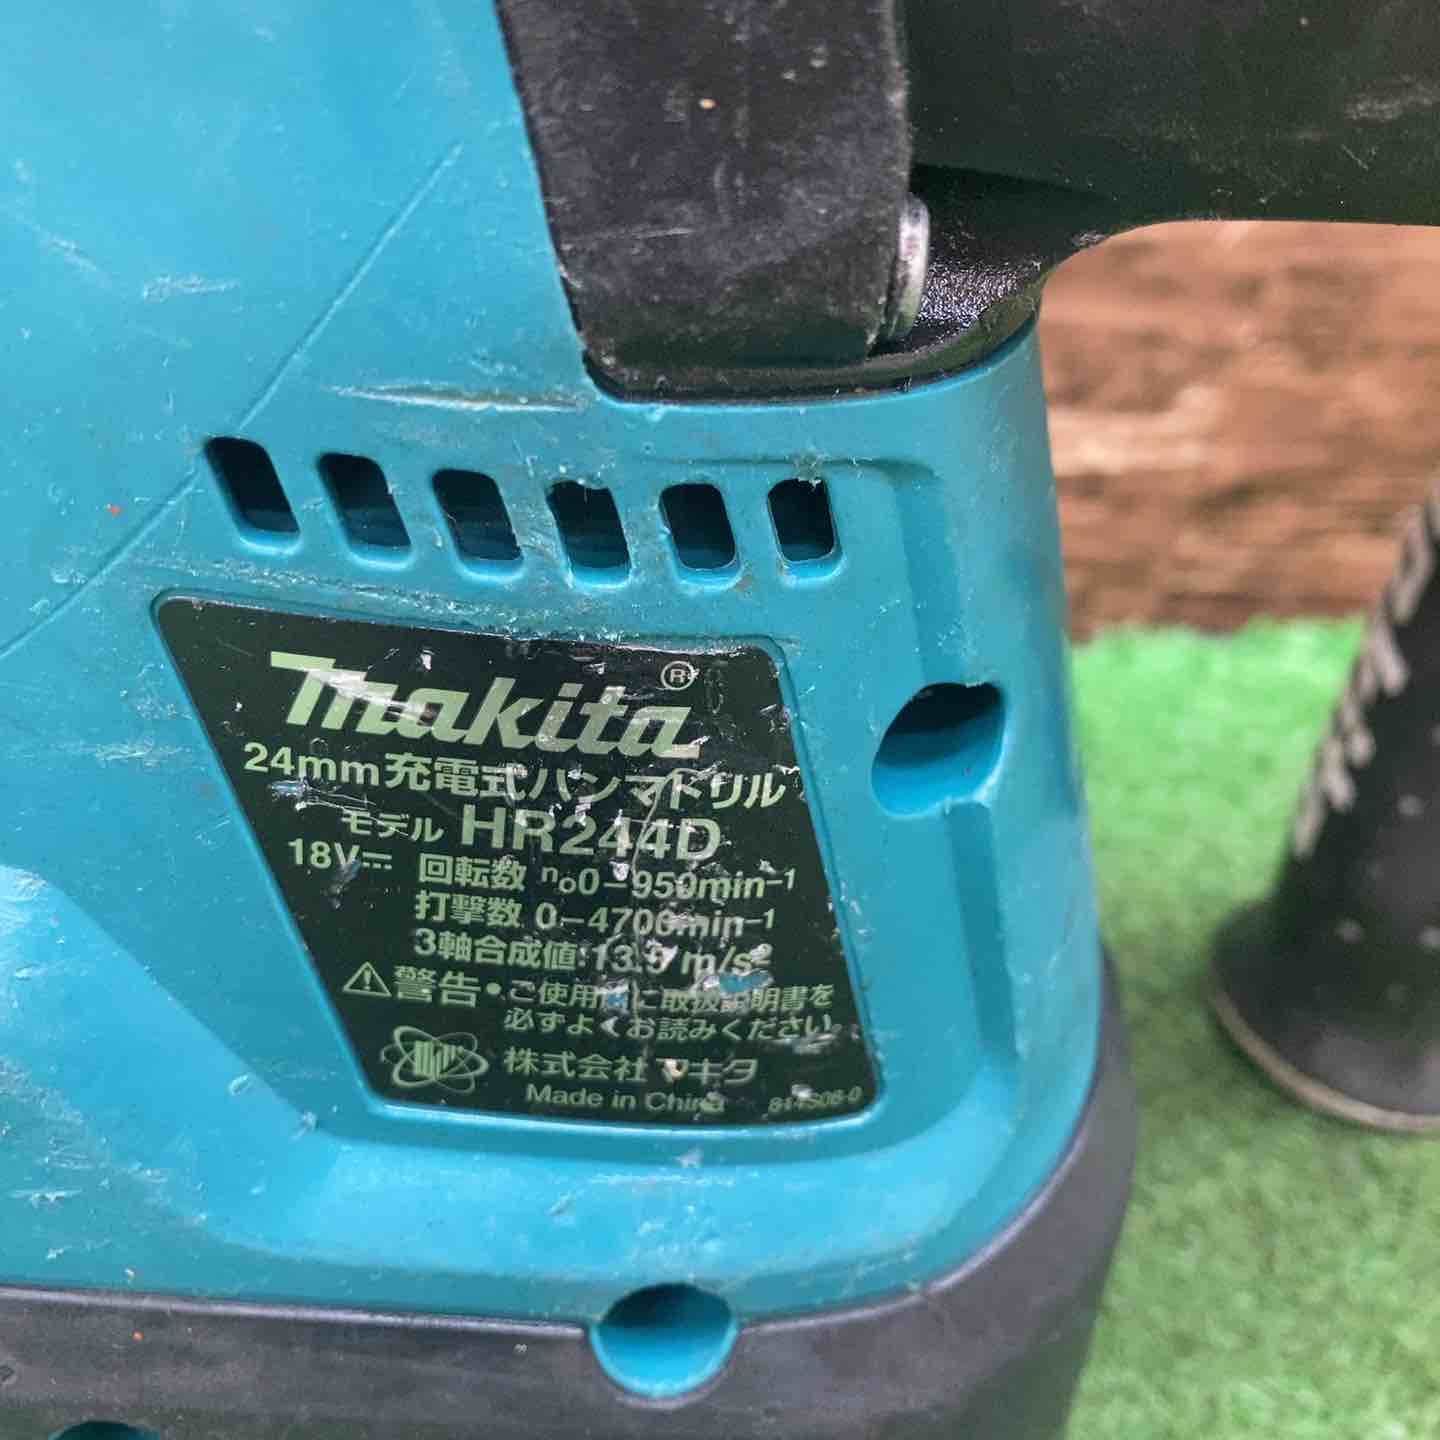 makita®
24mm充電式ハンマドリル
モデル HR244D
18V⎓ 回転数 n₀0-950min⁻¹
打撃数 0-4700min⁻¹
3軸合成値:13.5 m/s²
⚠警告•ご使用前に取扱説明書を
必ずよくお読みください
株式会社 マキタ
Made in China